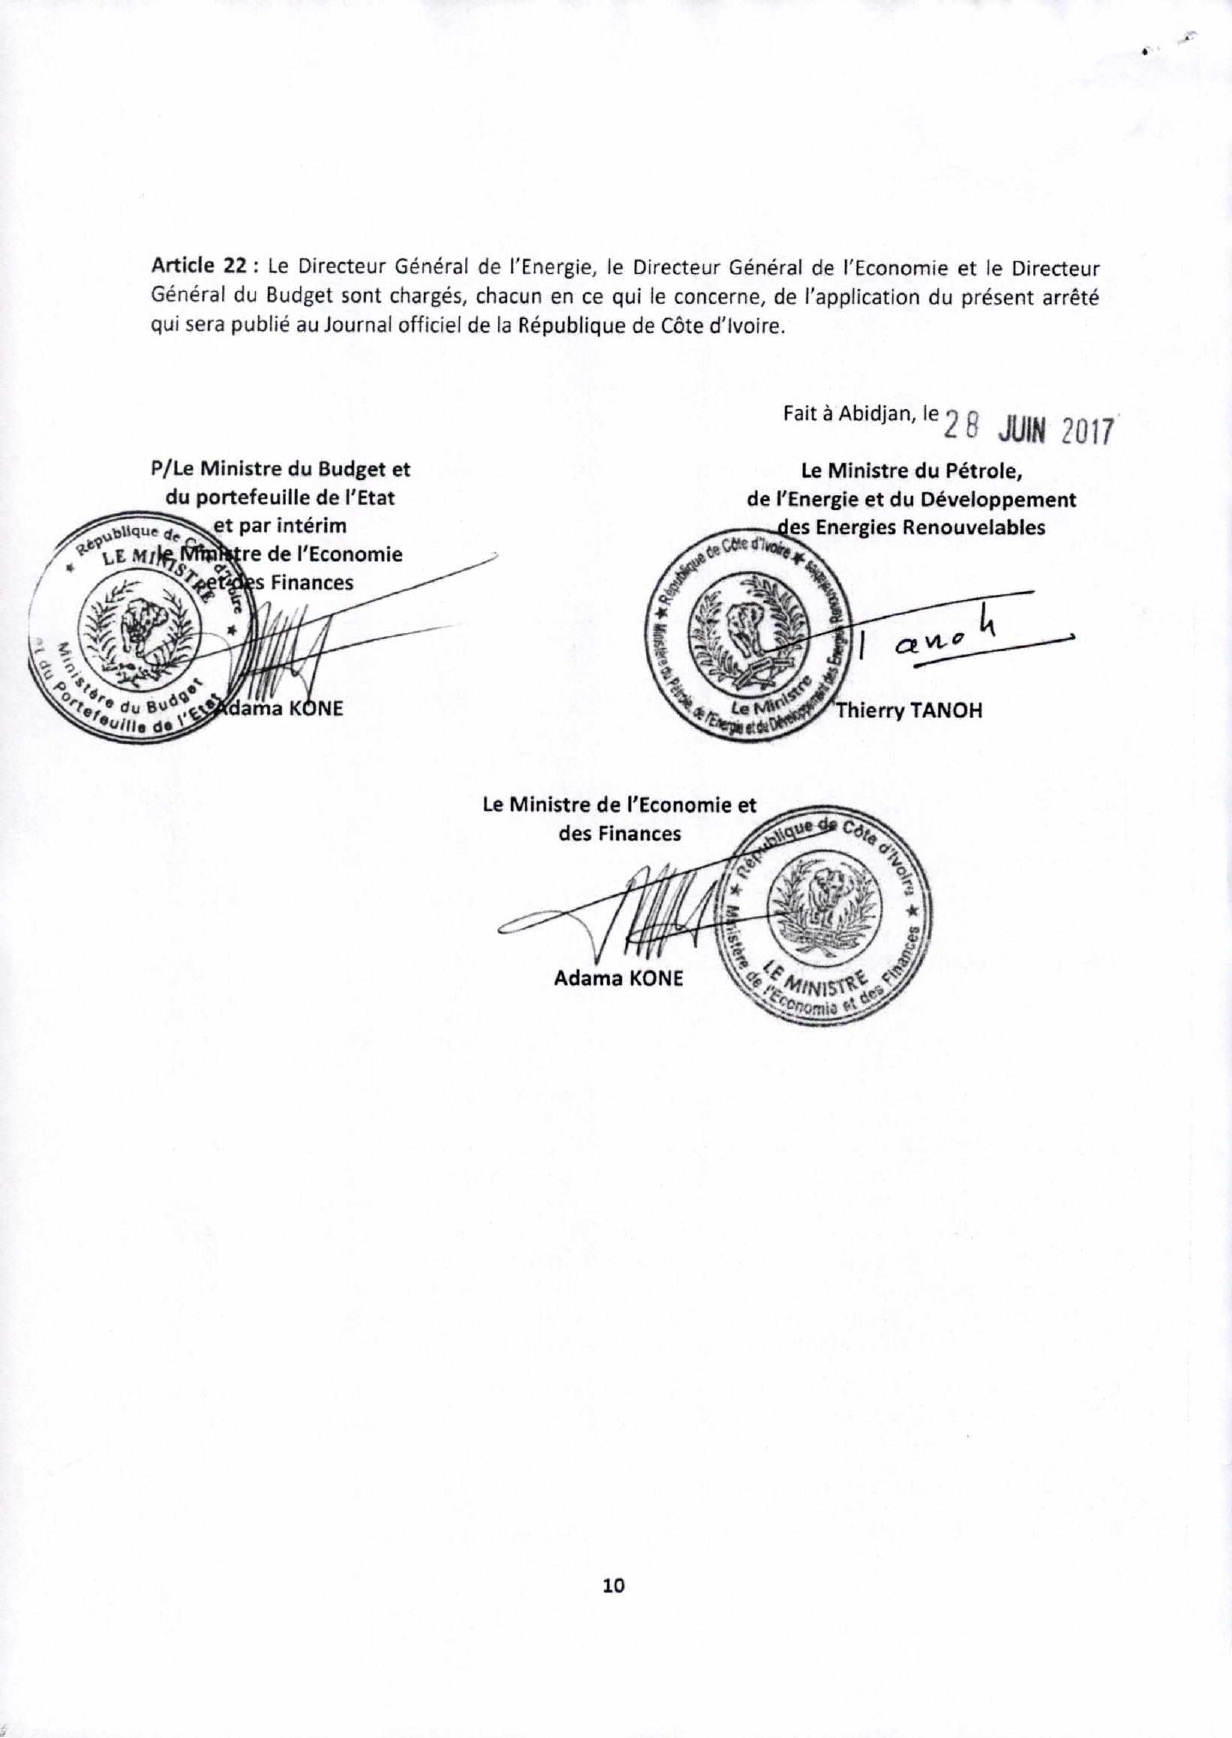 Article 22 : Le Directeur Général de l'Energie, le Directeur Général de l'Economie et le Directeur
Général du Budget sont chargés, chacun en ce qui le concerne, de l'application du présent arrêté
qui sera publié au Journal officiel de la République de Côte d'Ivoire.
Fait à Abidjan, le 28 JUIN 2017
P/Le Ministre du Budget et
du portefeuille de l'Etat
et par intérim
le Ministre de l'Economie
et des Finances
★ République de Côte d'Ivoire ★
LE MINISTRE
Ministère du Budget
et du Portefeuille de l'Etat
Adama KONE
Le Ministre du Pétrole,
de l'Energie et du Développement
des Energies Renouvelables
★ République de Côte d'Ivoire ★
Ministère du Pétrole, de l'Energie et du Développement des Energies Renouvelables
Le Ministre
Tanoh
Thierry TANOH
Le Ministre de l'Economie et
des Finances
★ République de Côte d'Ivoire ★
LE MINISTRE
Ministère de l'Economie et des Finances
Adama KONE
10